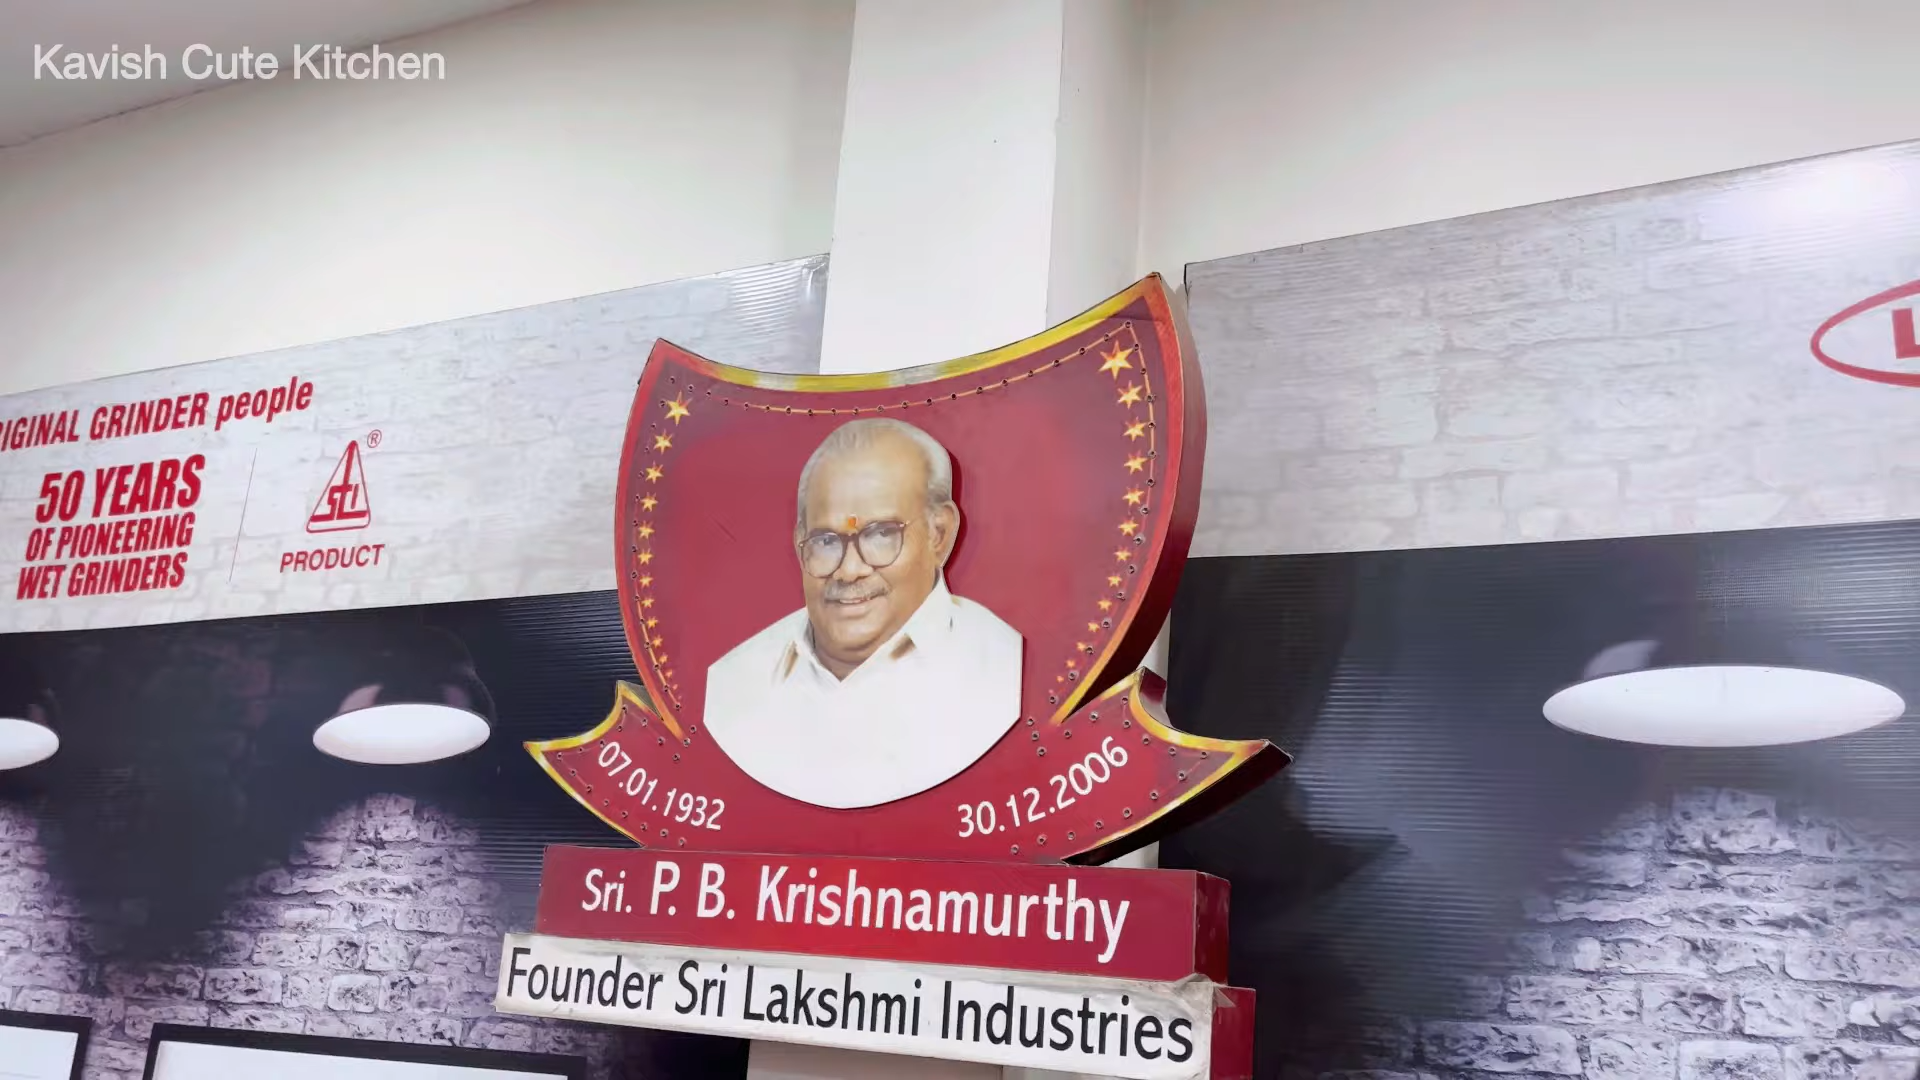 Kavish Cute Kitchen
ORIGINAL GRINDER people
50 YEARS
OF PIONEERING
WET GRINDERS
®
SLI
PRODUCT
07.01.1932
30.12.2006
Sri. P. B. Krishnamurthy
Founder Sri Lakshmi Industries